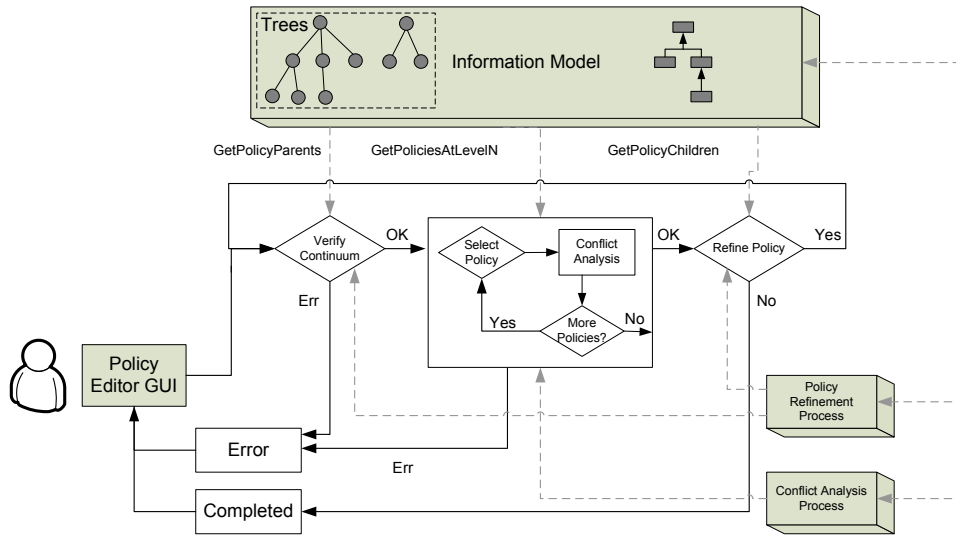 Trees
Information Model
GetPolicyParents
GetPoliciesAtLevelN
GetPolicyChildren
Verify
Continuum
OK
Select
Policy
Conflict
Analysis
OK
Refine Policy
Yes
Err
Yes
More
Policies?
No
No
Policy
Editor GUI
Policy
Refinement
Process
Error
Err
Completed
Conflict Analysis
Process